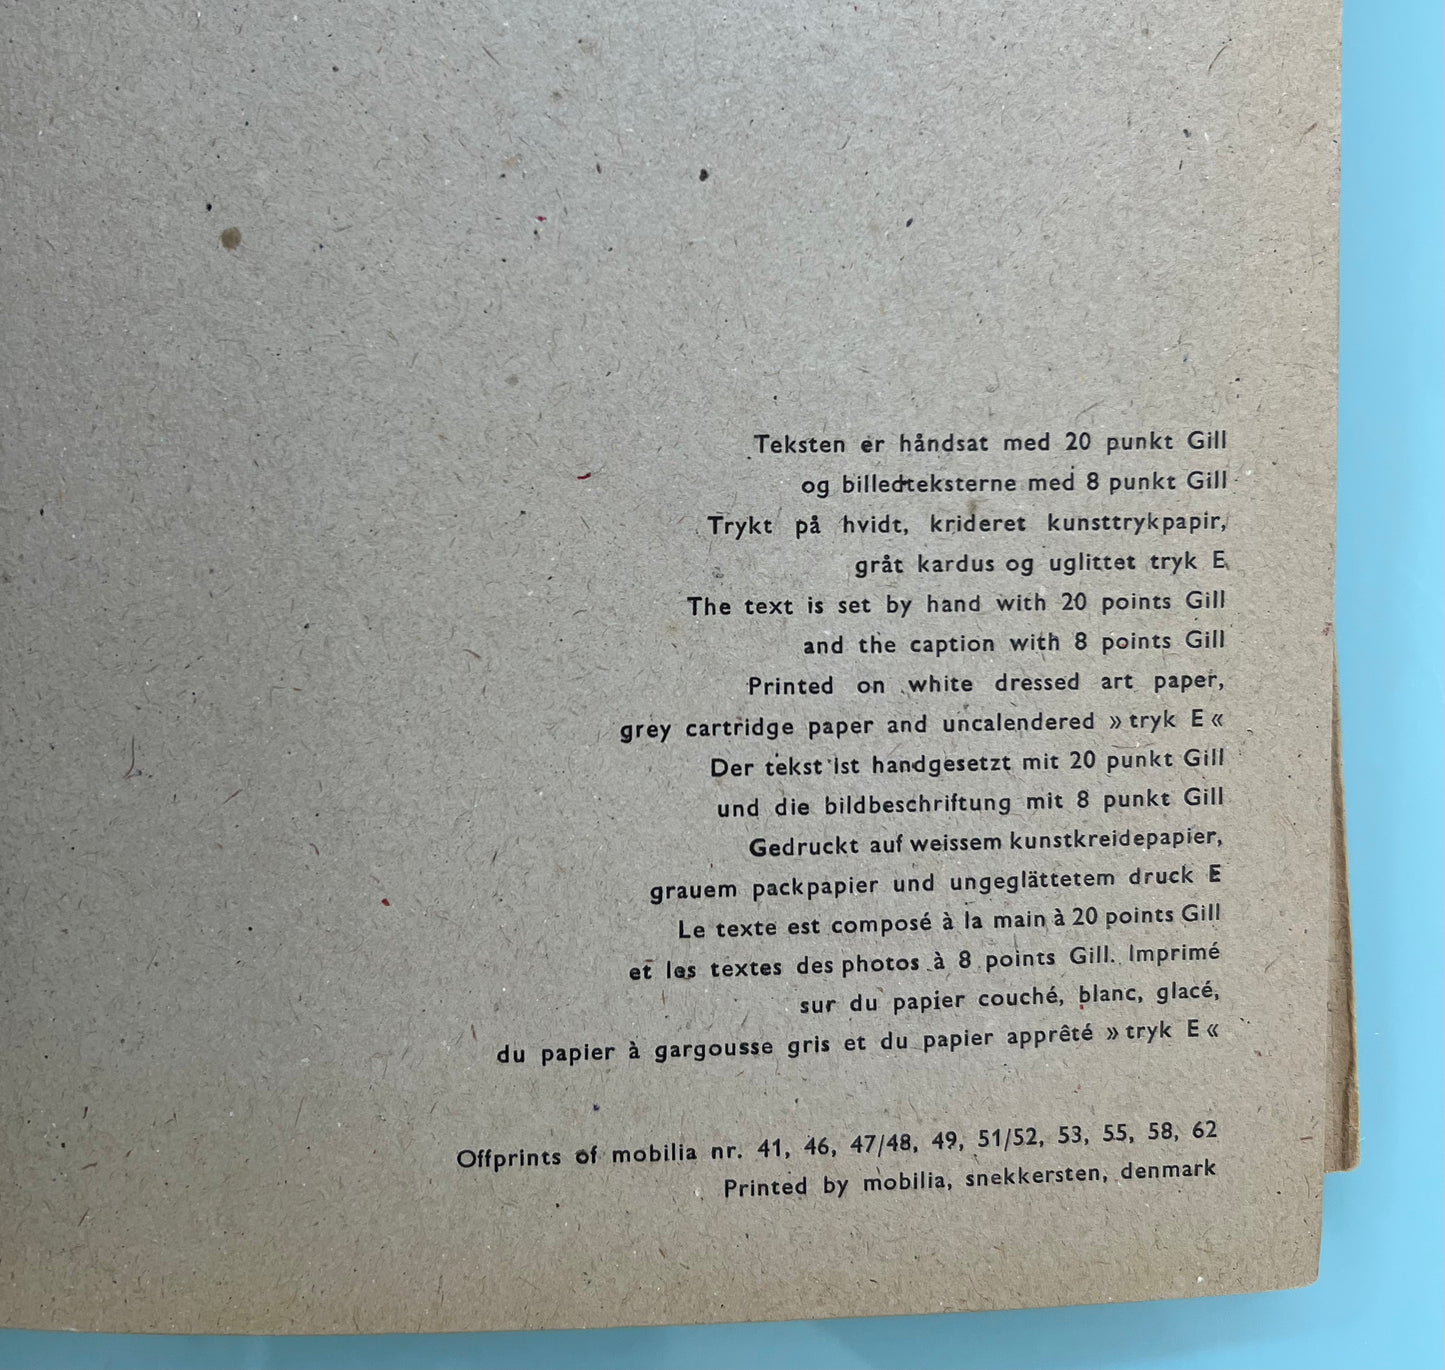 Teksten er håndsat med 20 punkt Gill
og billedteksterne med 8 punkt Gill
Trykt på hvidt, krideret kunsttrykpapir,
gråt kardus og uglittet tryk E
The text is set by hand with 20 points Gill
and the caption with 8 points Gill
Printed on white dressed art paper,
grey cartridge paper and uncalendered »tryk E«
Der tekst ist handgesetzt mit 20 punkt Gill
und die bildbeschriftung mit 8 punkt Gill
Gedruckt auf weissem kunstkreidepapier,
grauem packpapier und ungeglättetem druck E
Le texte est composé à la main à 20 points Gill
et les textes des photos à 8 points Gill. Imprimé
sur du papier couché, blanc, glacé,
du papier à gargousse gris et du papier apprêté »tryk E«
Offprints of mobilia nr. 41, 46, 47/48, 49, 51/52, 53, 55, 58, 62
Printed by mobilia, snekkersten, denmark